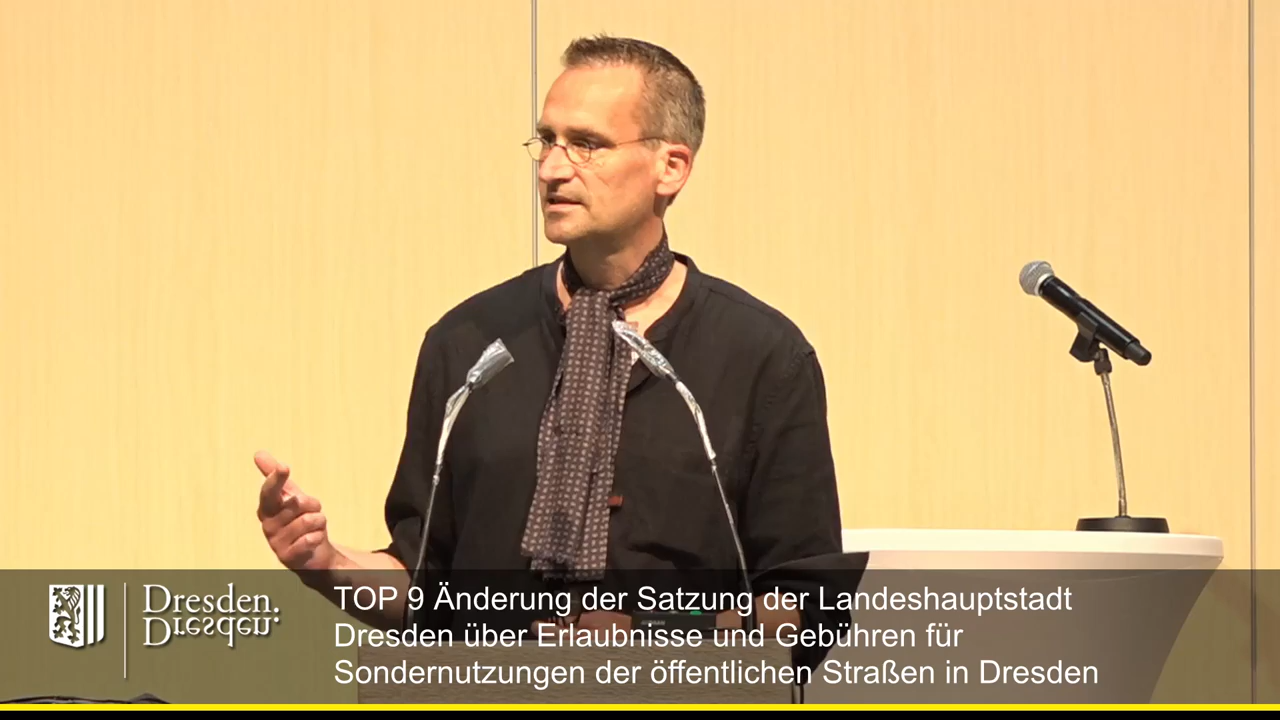 Dresden.
Dresden.
TOP 9 Änderung der Satzung der Landeshauptstadt
Dresden über Erlaubnisse und Gebühren für
Sondernutzungen der öffentlichen Straßen in Dresden